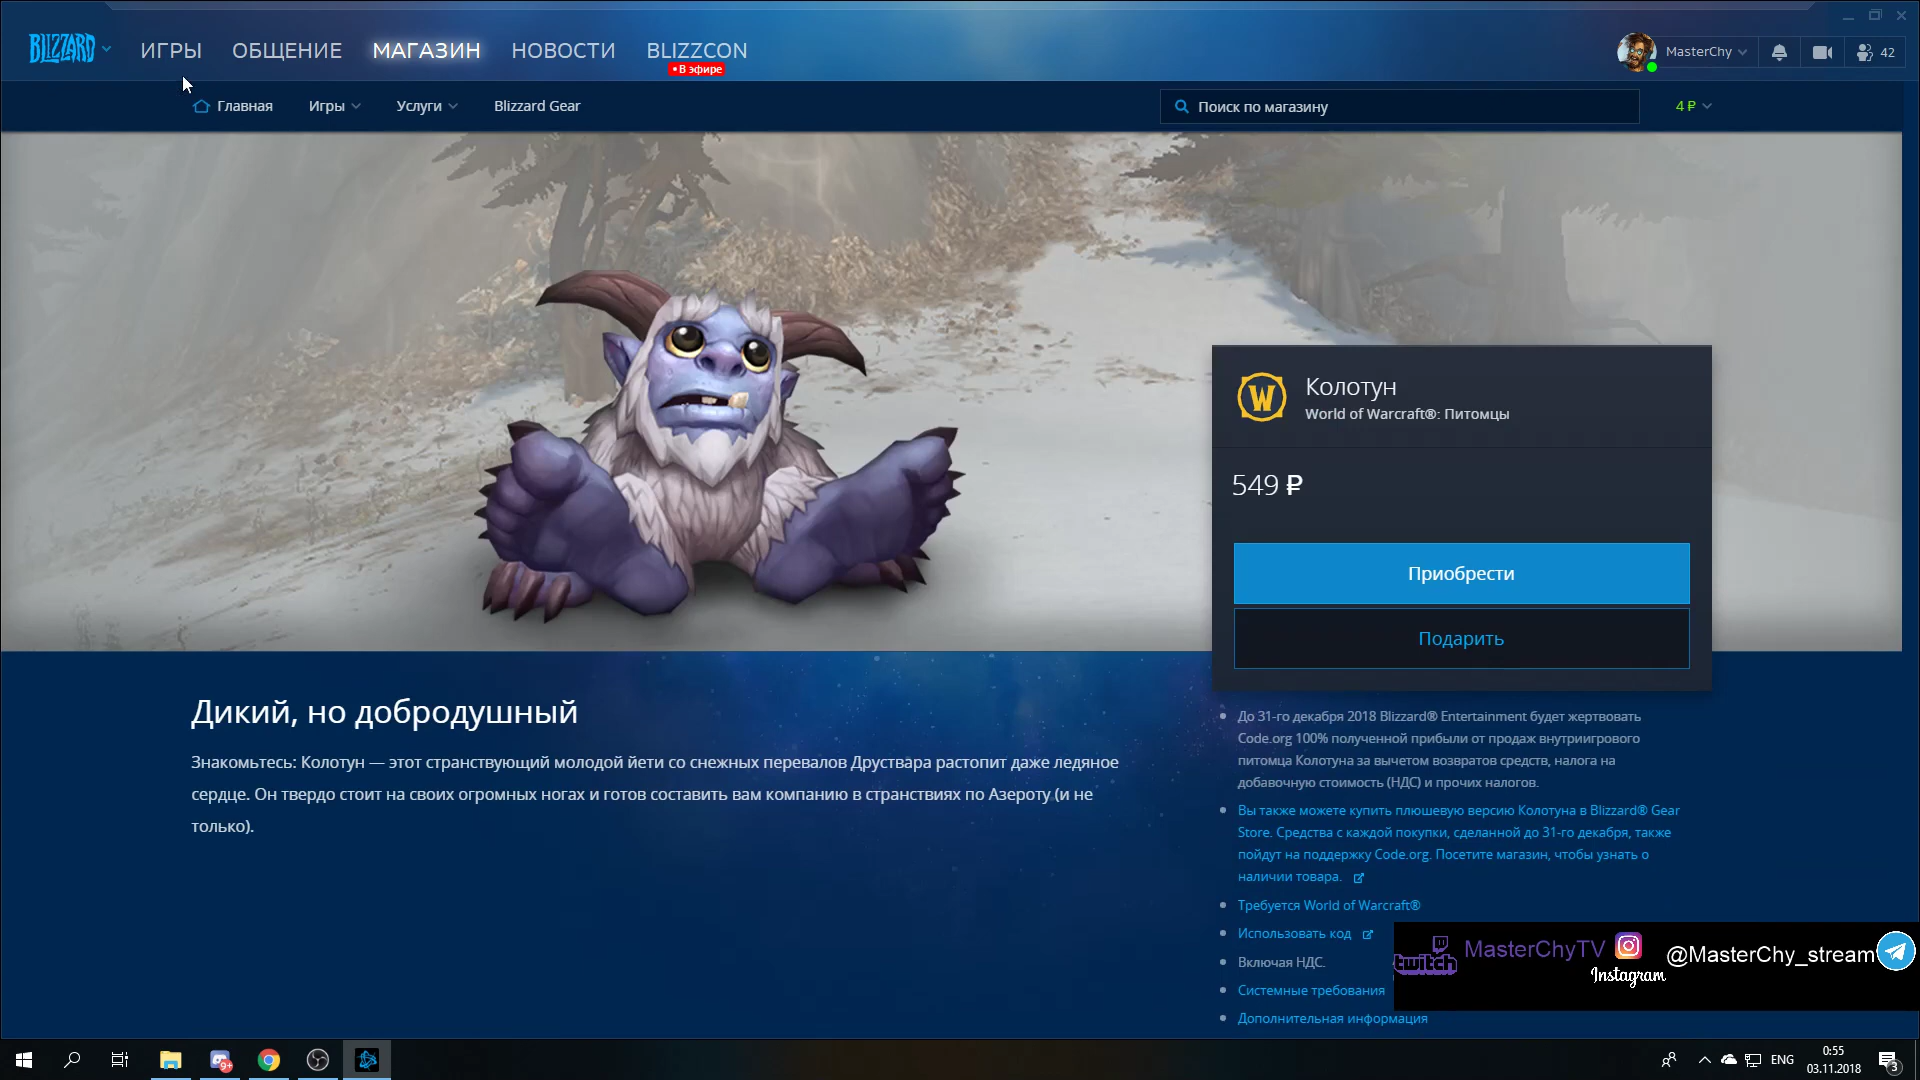 BLIZZARD
ИГРЫ
ОБЩЕНИЕ
МАГАЗИН
НОВОСТИ
BLIZZCON
• В эфире
MasterChy
42
Главная
Игры
Услуги
Blizzard Gear
Поиск по магазину
4 ₽
W
Колотун
World of Warcraft®: Питомцы
549 ₽
Приобрести
Подарить
Дикий, но добродушный
Знакомьтесь: Колотун — этот странствующий молодой йети со снежных перевалов Друствара растопит даже ледяное
сердце. Он твердо стоит на своих огромных ногах и готов составить вам компанию в странствиях по Азероту (и не
только).
До 31-го декабря 2018 Blizzard® Entertainment будет жертвовать
Code.org 100% полученной прибыли от продаж внутриигрового
питомца Колотуна за вычетом возвратов средств, налога на
добавочную стоимость (НДС) и прочих налогов.
Вы также можете купить плюшевую версию Колотуна в Blizzard® Gear
Store. Средства с каждой покупки, сделанной до 31-го декабря, также
пойдут на поддержку Code.org. Посетите магазин, чтобы узнать о
наличии товара.
Требуется World of Warcraft®
Использовать код
Включая НДС.
Системные требования
Дополнительная информация
twitch
MasterChyTV
Instagram
@MasterChy_stream
9+
ENG
0:55
03.11.2018
3